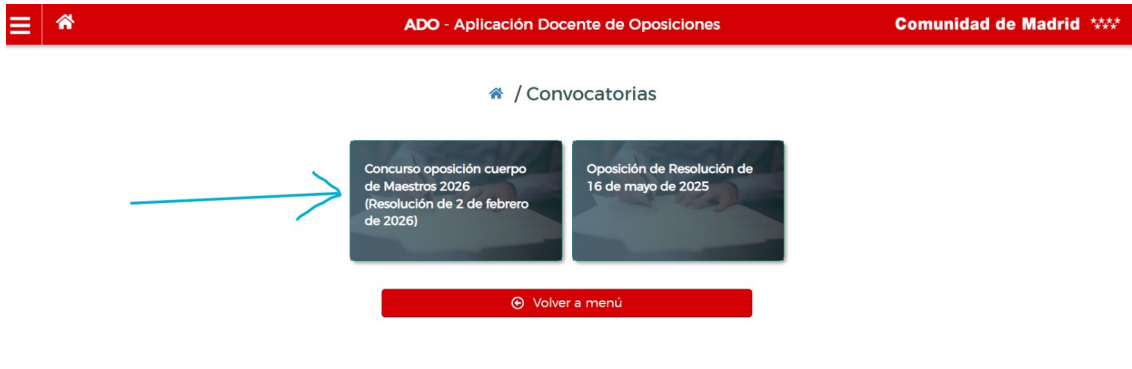 ADO - Aplicación Docente de Oposiciones
Comunidad de Madrid
/ Convocatorias
Concurso oposición cuerpo
de Maestros 2026
(Resolución de 2 de febrero
de 2026)
Oposición de Resolución de
16 de mayo de 2025
Volver a menú